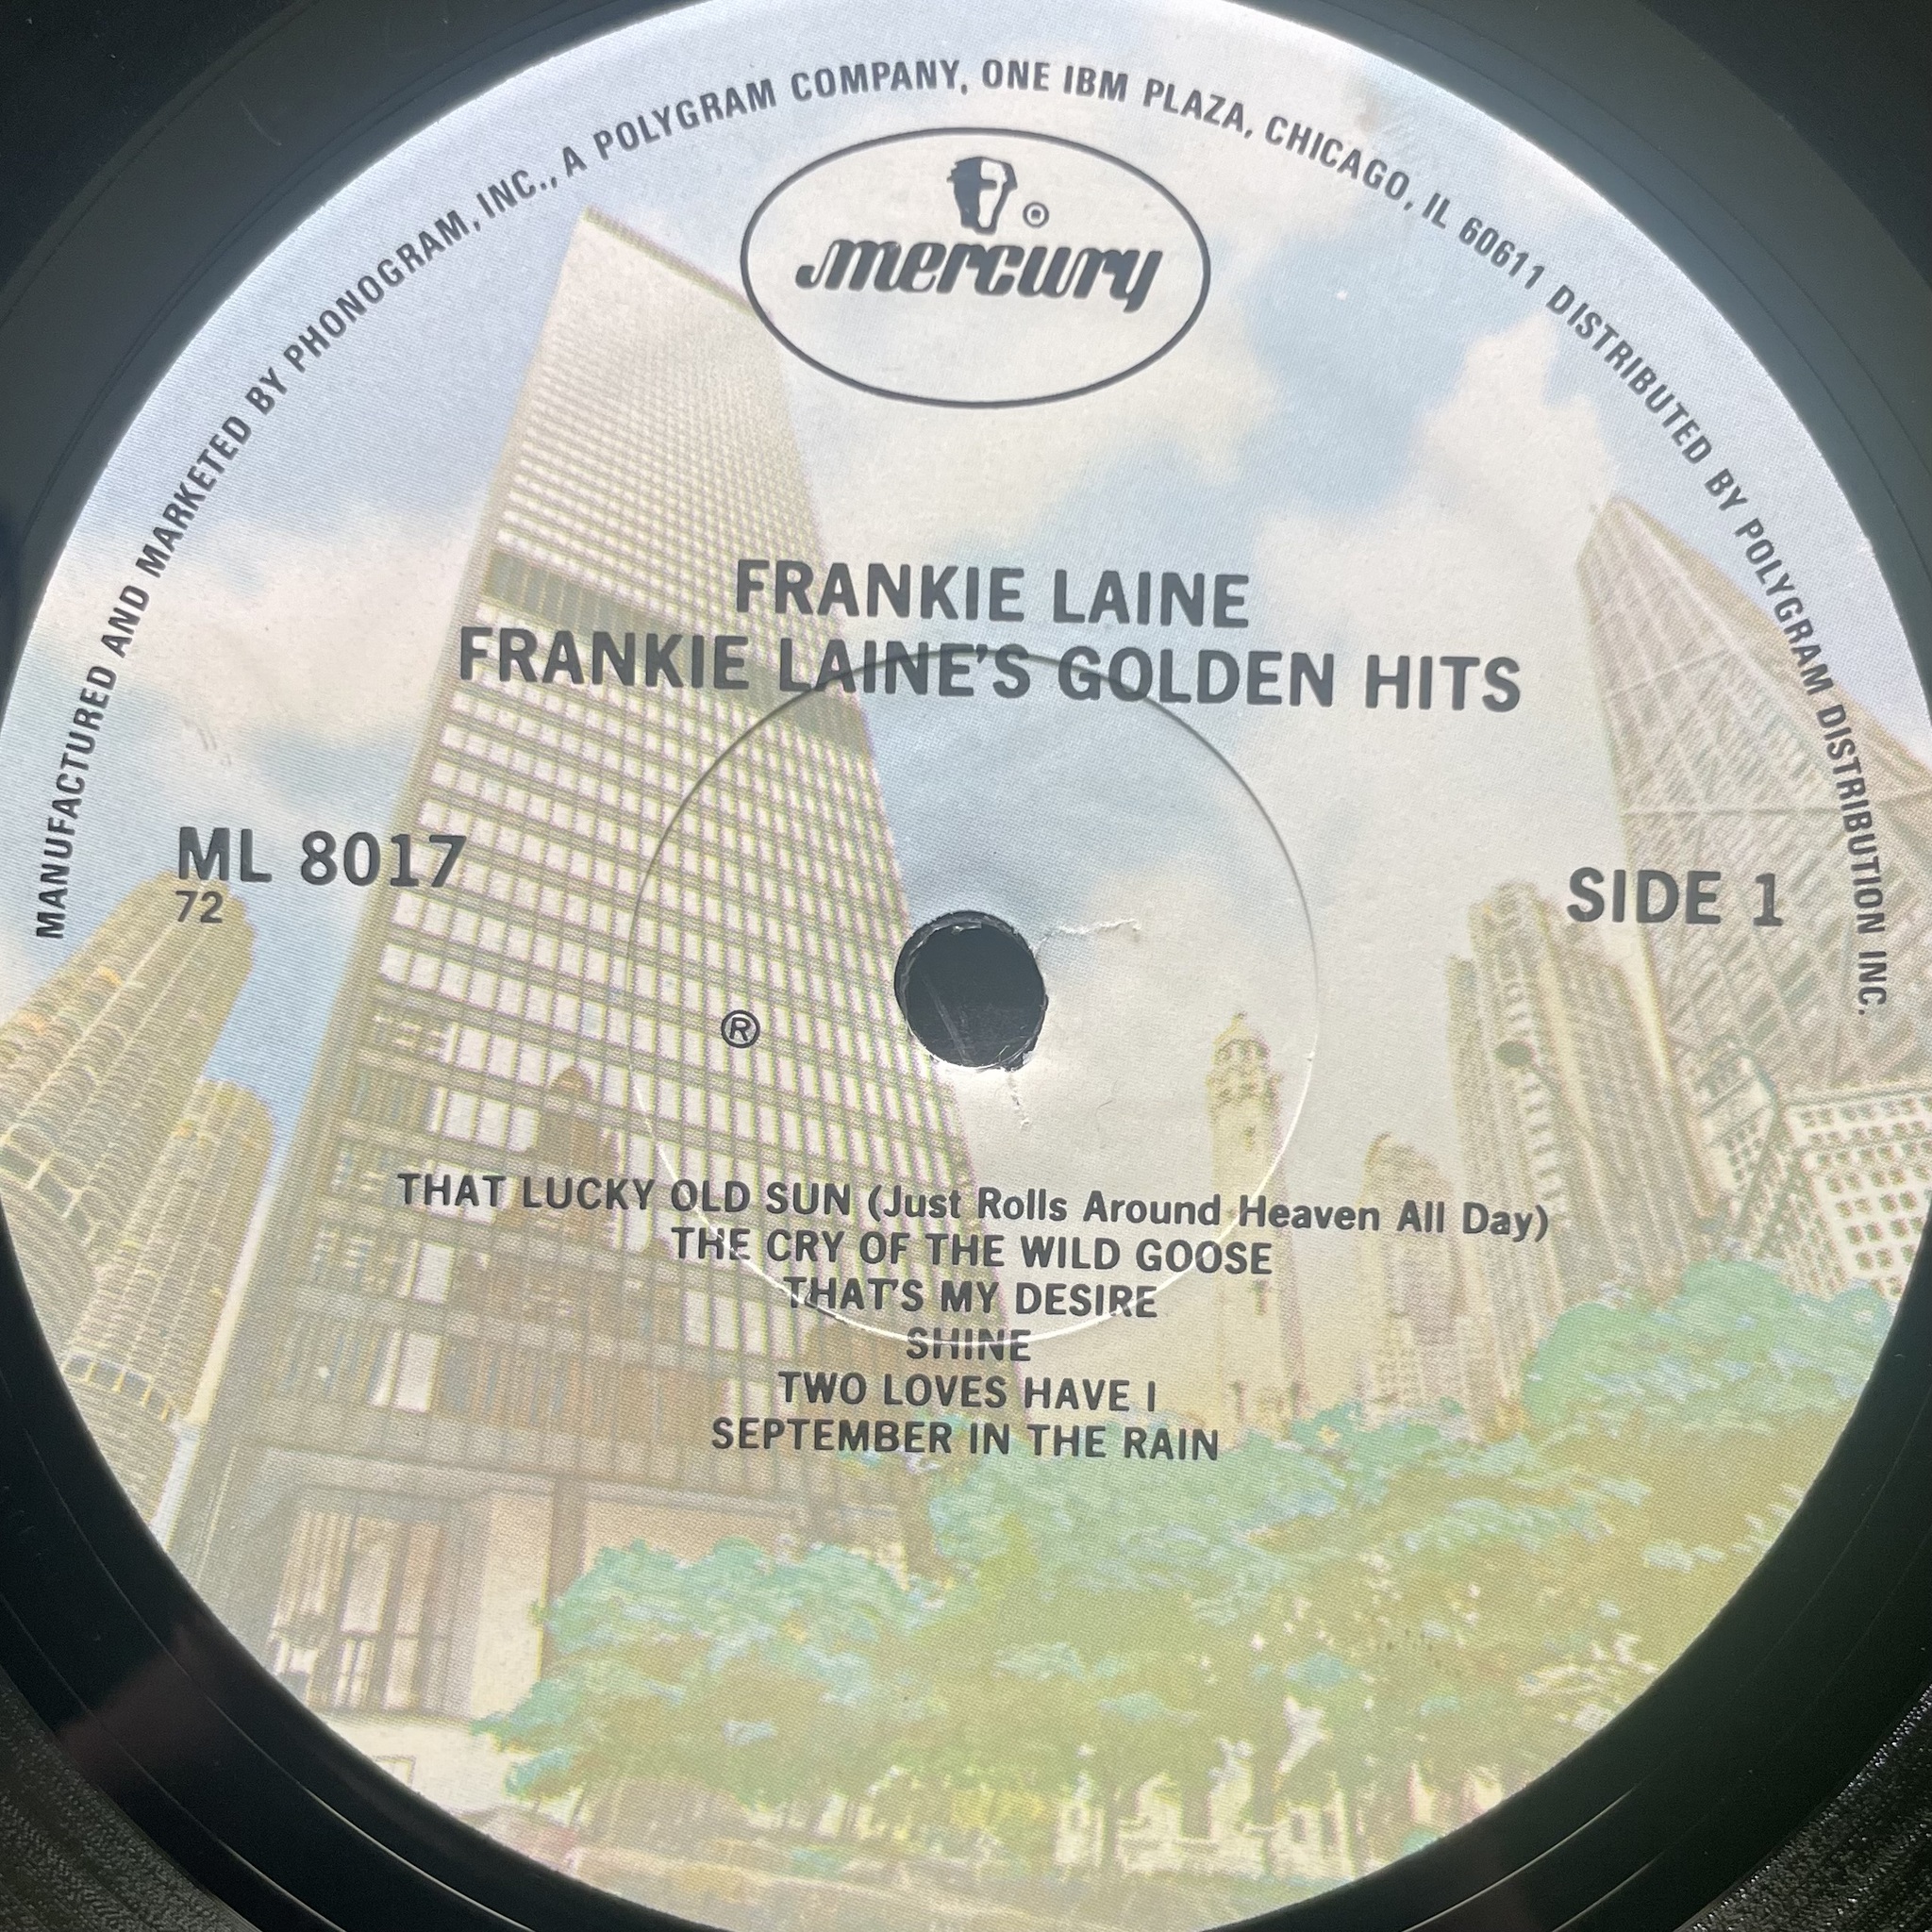 MANUFACTURED AND MARKETED BY PHONOGRAM, INC., A POLYGRAM COMPANY, ONE IBM PLAZA, CHICAGO, IL 60611 DISTRIBUTED BY POLYGRAM DISTRIBUTION INC.
®
mercury
FRANKIE LAINE
FRANKIE LAINE'S GOLDEN HITS
ML 8017
72
SIDE 1
®
THAT LUCKY OLD SUN (Just Rolls Around Heaven All Day)
THE CRY OF THE WILD GOOSE
THAT'S MY DESIRE
SHINE
TWO LOVES HAVE I
SEPTEMBER IN THE RAIN